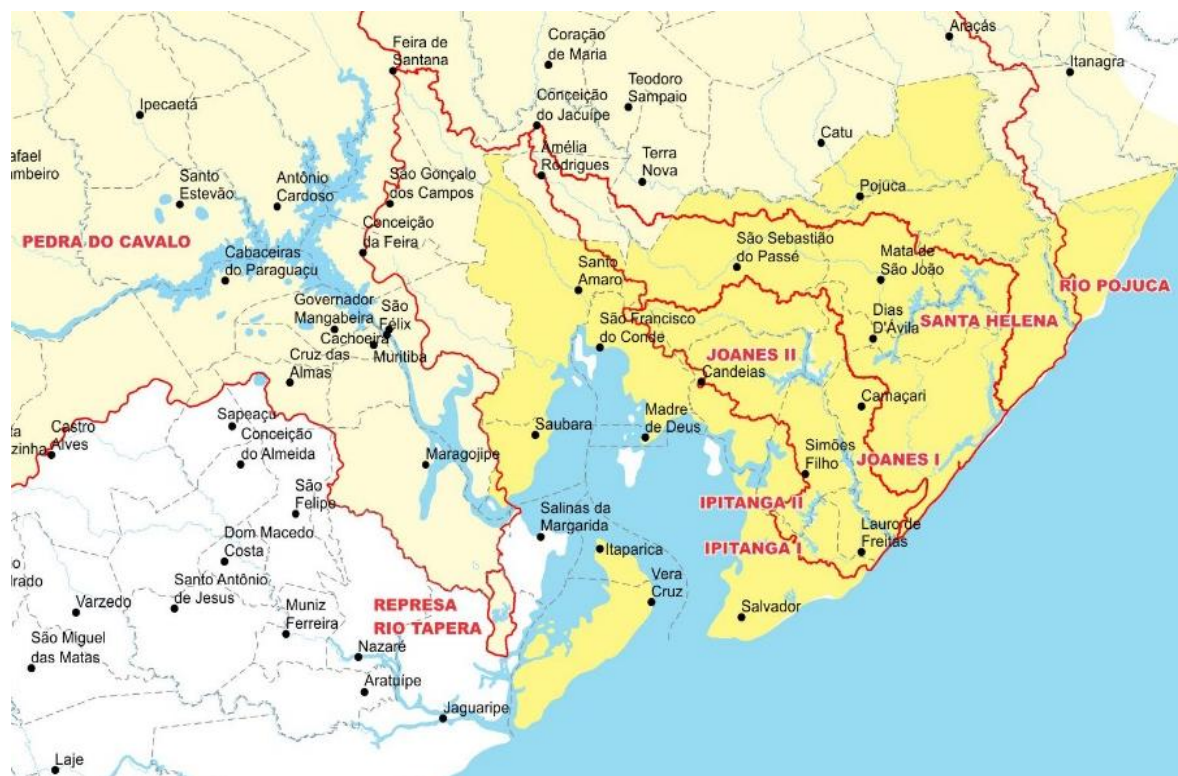 Araçás
Coração
de Maria
Feira de
Santana
Itanagra
Teodoro
Sampaio
Ipecaetá
Conceição
do Jacuípe
Catu
Amélia
Rodrigues
Terra
Nova
Santo
Estevão
Antônio
Cardoso
São Gonçalo
dos Campos
Pojuca
PEDRA DO CAVALO
Conceição
da Feira
São Sebastião
do Passé
Mata de
São João
Cabaceiras
do Paraguaçu
Santo
Amaro
RIO POJUCA
Governador
Mangabeira
São
Félix
Cachoeira
Muritiba
São Francisco
do Conde
Dias
D'Ávila
SANTA HELENA
Cruz das
Almas
JOANES II
Candeias
Camaçari
Sapeaçu
Castro
Alves
Conceição
do Almeida
Saubara
Madre
de Deus
Simões
Filho
JOANES I
Maragojipe
São
Felipe
Salinas da
Margarida
IPITANGA II
Dom Macedo
Costa
Lauro de
Freitas
IPITANGA I
Itaparica
Santo Antônio
de Jesus
Vera
Cruz
Varzedo
Muniz
Ferreira
REPRESA
RIO TAPERA
Salvador
São Miguel
das Matas
Nazaré
Aratuípe
Jaguaripe
Laje